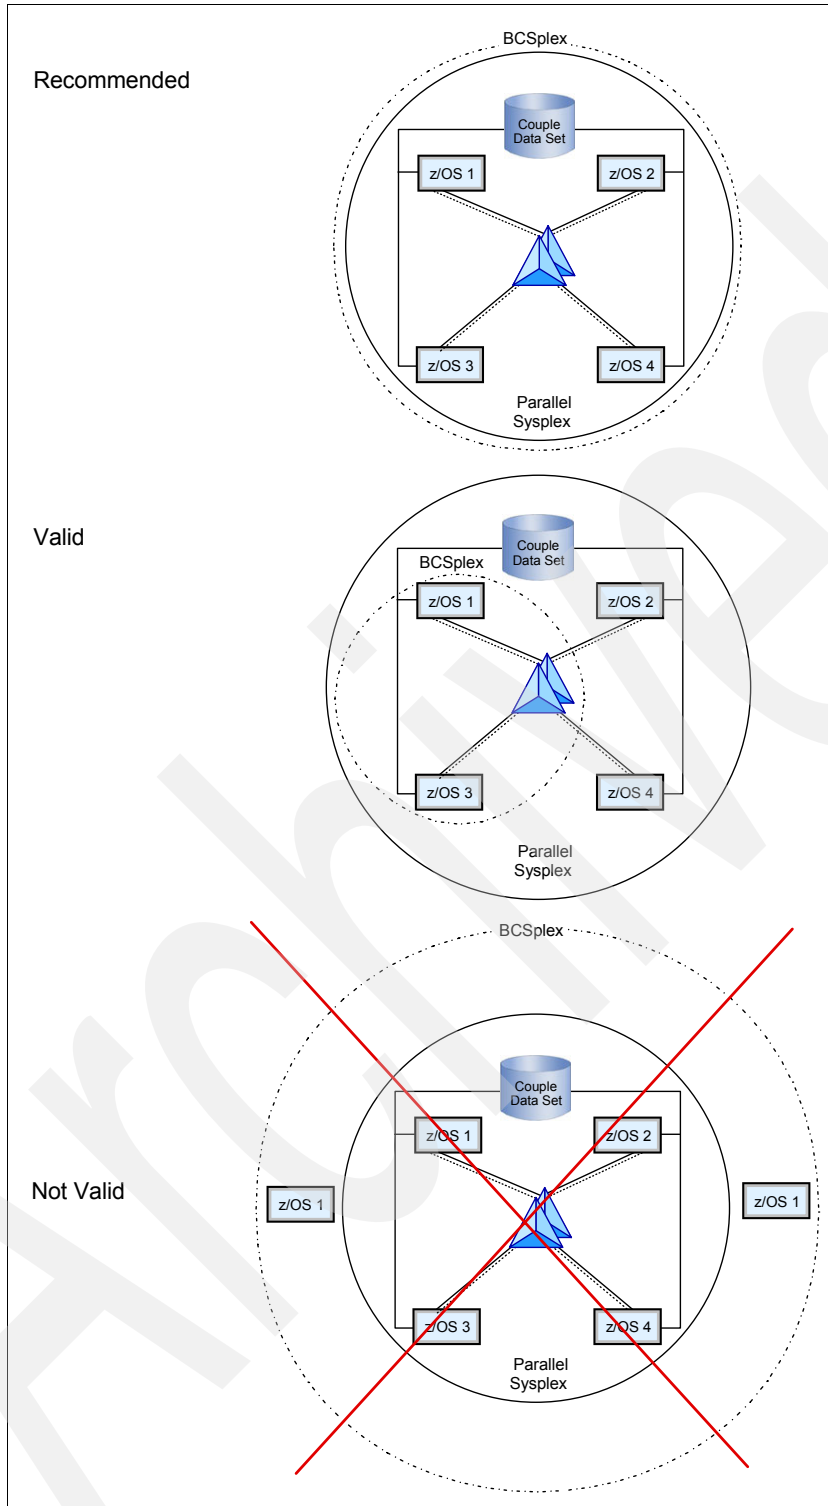 BCSplex
Recommended
Couple
Data Set
z/OS 1
z/OS 2
z/OS 3
z/OS 4
Parallel
Sysplex
Valid
Couple
Data Set
BCSplex
z/OS 1
z/OS 2
z/OS 3
z/OS 4
Parallel
Sysplex
BCSplex
Couple
Data Set
z/OS 1
z/OS 2
Not Valid
z/OS 1
z/OS 1
z/OS 3
z/OS 4
Parallel
Sysplex
Archived